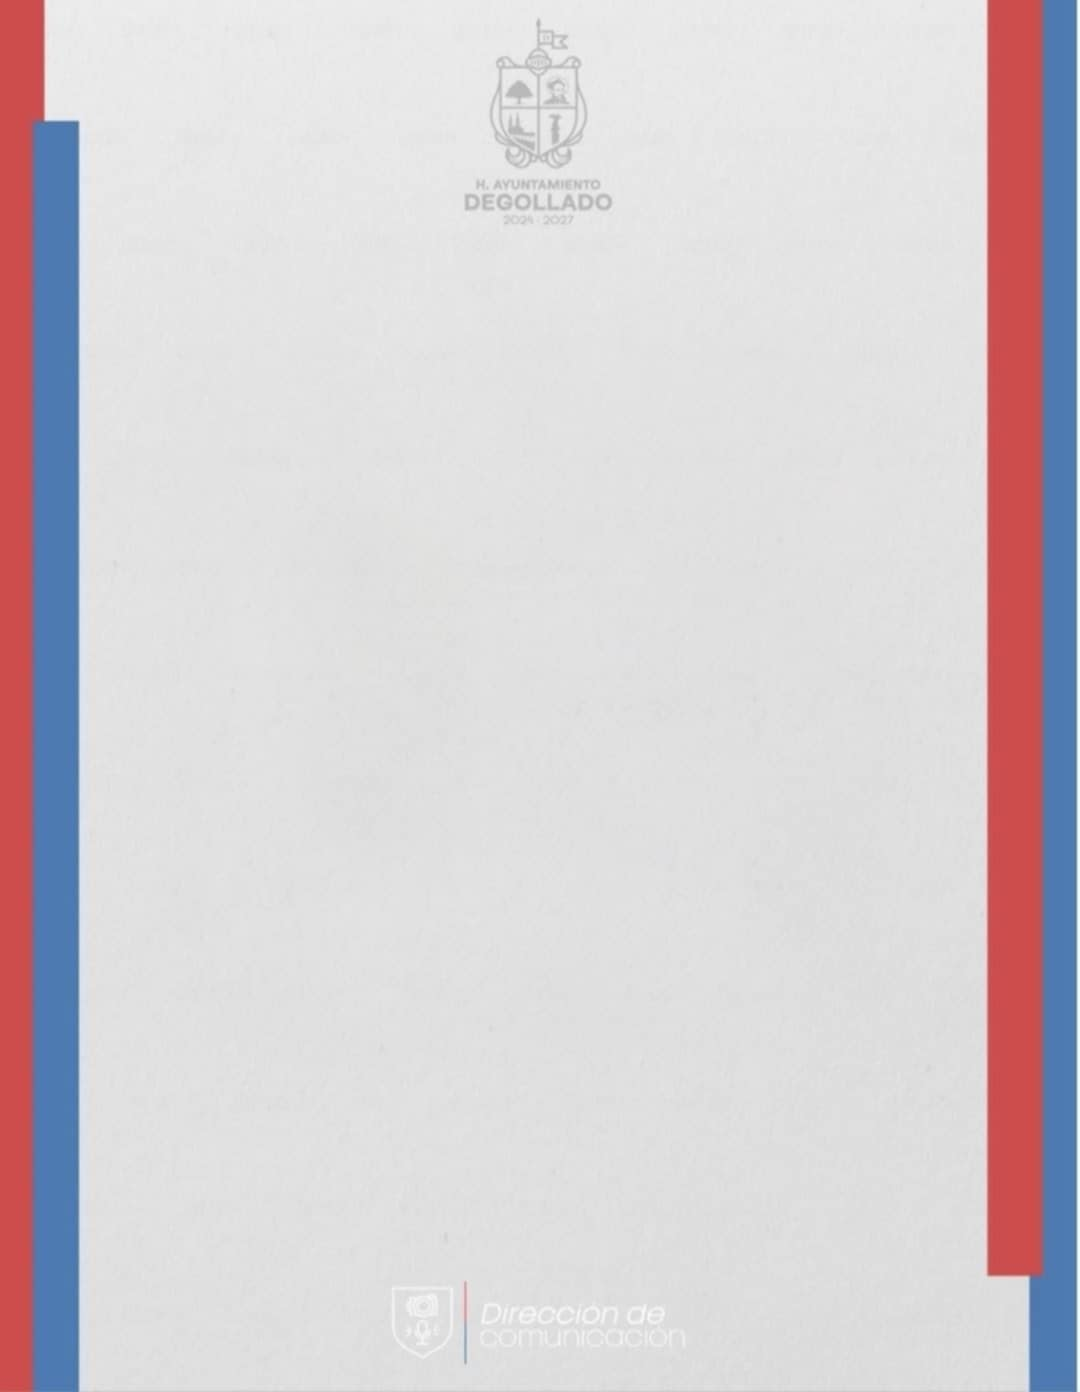 H. AYUNTAMIENTO
DEGOLLADO
2024 - 2027
Dirección de
comunicación